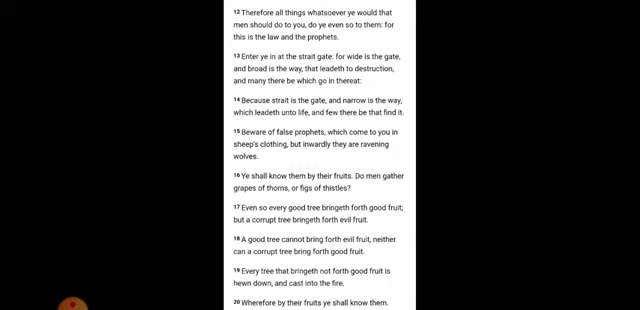 12 Therefore all things whatsoever ye would that
men should do to you, do ye even so to them: for
this is the law and the prophets.
13 Enter ye in at the strait gate: for wide is the gate,
and broad is the way, that leadeth to destruction,
and many there be which go in thereat:
14 Because strait is the gate, and narrow is the way,
which leadeth unto life, and few there be that find it.
15 Beware of false prophets, which come to you in
sheep's clothing, but inwardly they are ravening
wolves.
16 Ye shall know them by their fruits. Do men gather
grapes of thorns, or figs of thistles?
17 Even so every good tree bringeth forth good fruit;
but a corrupt tree bringeth forth evil fruit.
18 A good tree cannot bring forth evil fruit, neither
can a corrupt tree bring forth good fruit.
19 Every tree that bringeth not forth good fruit is
hewn down, and cast into the fire.
20 Wherefore by their fruits ye shall know them.